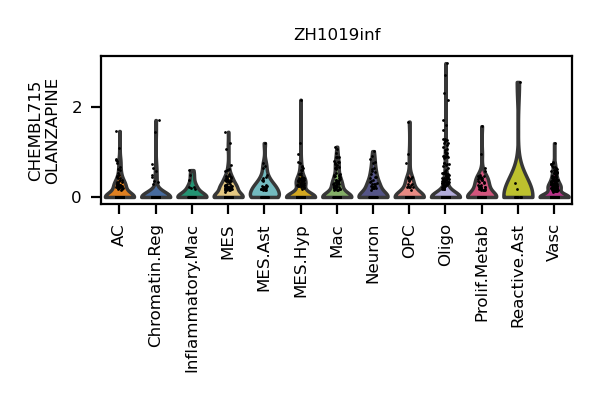 ZH1019inf
CHEMBL715
OLANZAPINE
2
0
AC
Chromatin.Reg
Inflammatory.Mac
MES
MES.Ast
MES.Hyp
Mac
Neuron
OPC
Oligo
Prolif.Metab
Reactive.Ast
Vasc